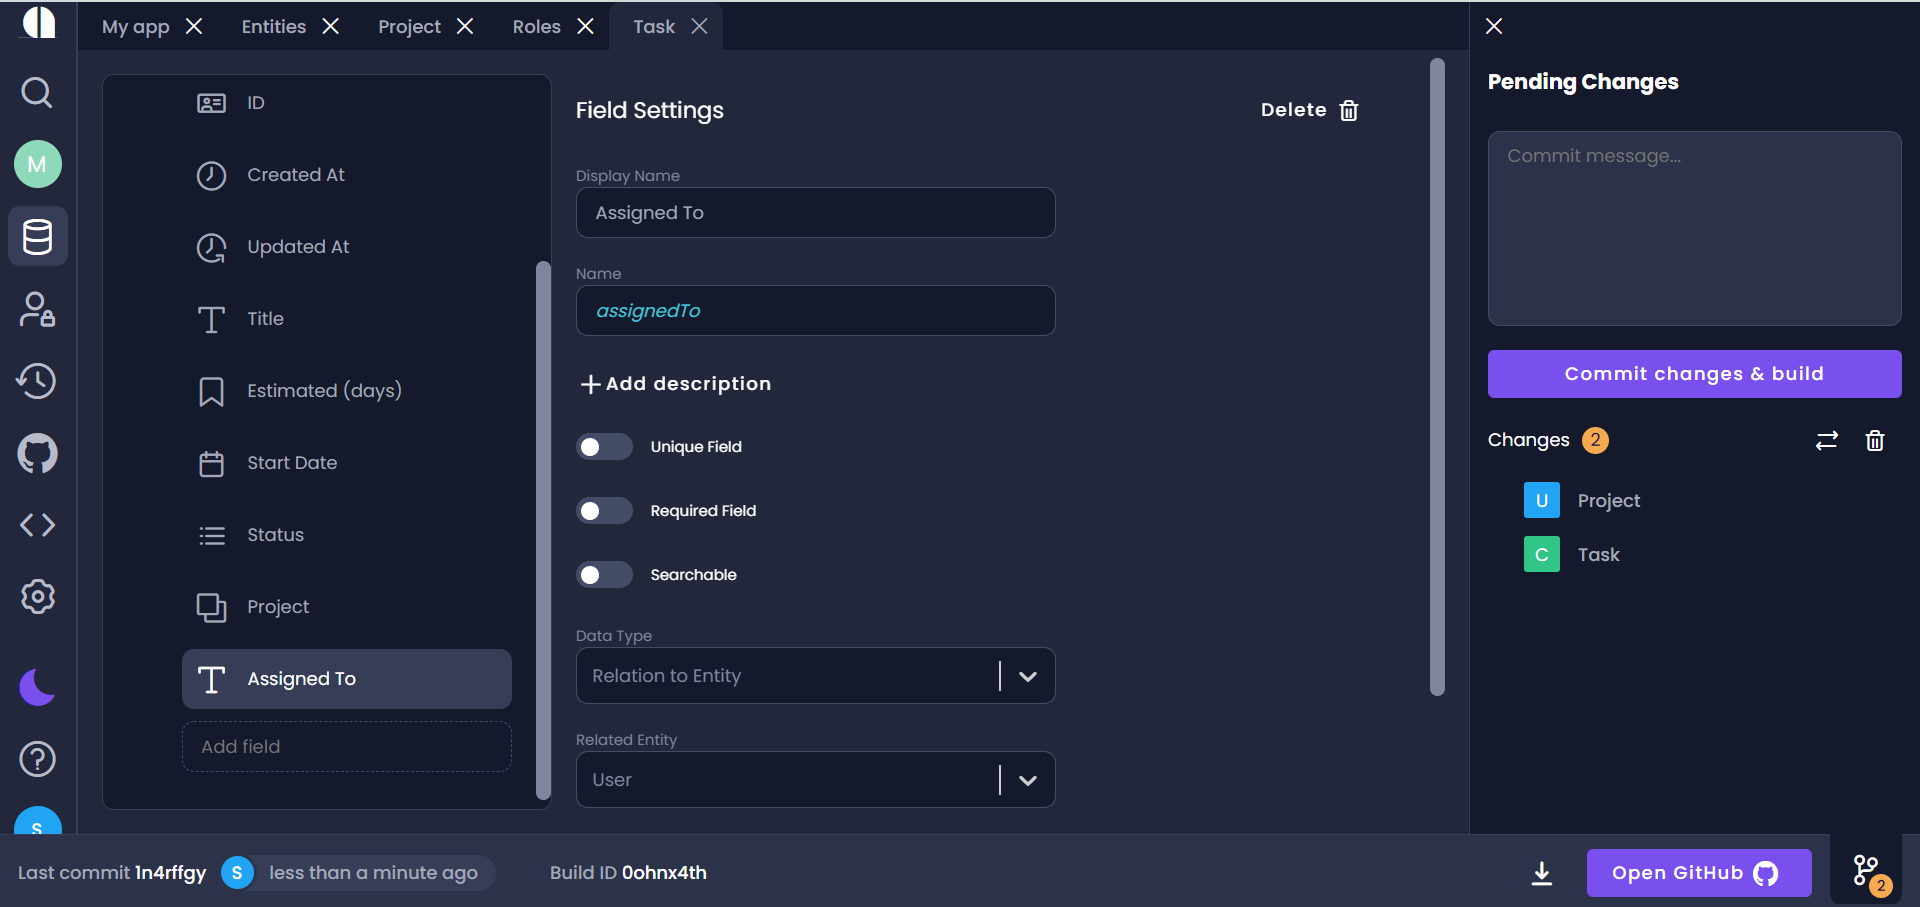 My app
Entities
Project
Roles
Task
M
S
ID
Created At
Updated At
Title
Estimated (days)
Start Date
Status
Project
Assigned To
Add field
Field Settings
Delete
Display Name
Assigned To
Name
assignedTo
Add description
Unique Field
Required Field
Searchable
Data Type
Relation to Entity
Related Entity
User
Pending Changes
Commit message...
Commit changes & build
Changes 2
U Project
C Task
Last commit 1n4rffgy S less than a minute ago
Build ID 0ohnx4th
Open GitHub
2